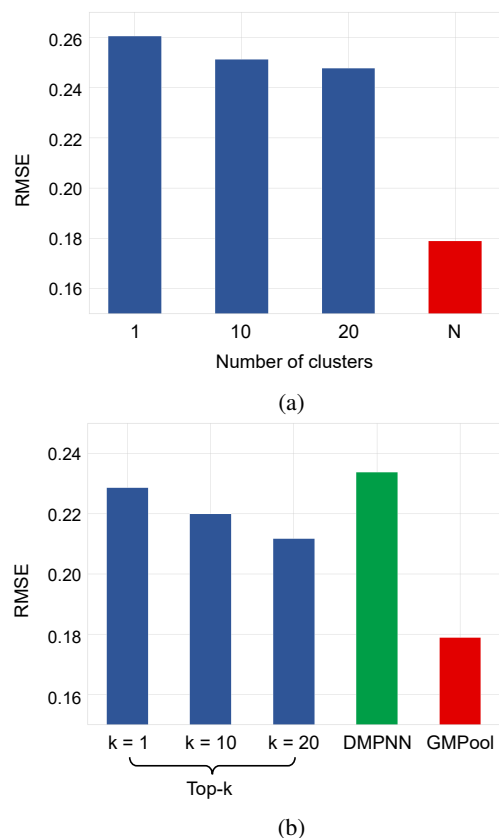 0.26
0.24
0.22
0.20
0.18
0.16
RMSE
1 10 20 N
Number of clusters
(a)
0.24
0.22
0.20
0.18
0.16
RMSE
k = 1 k = 10 k = 20 DMPNN GMPool
Top-k
(b)